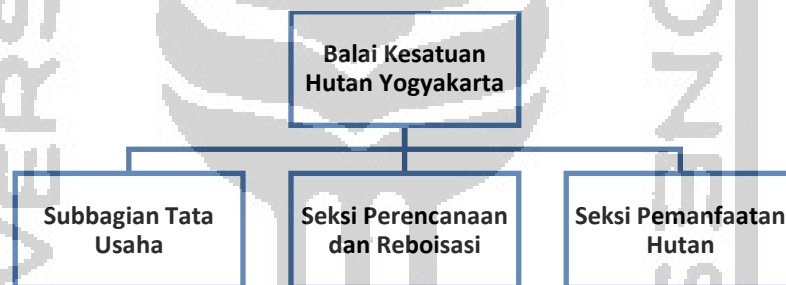 Balai Kesatuan
Hutan Yogyakarta
Subbagian Tata
Usaha
Seksi Perencanaan
dan Reboisasi
Seksi Pemanfaatan
Hutan